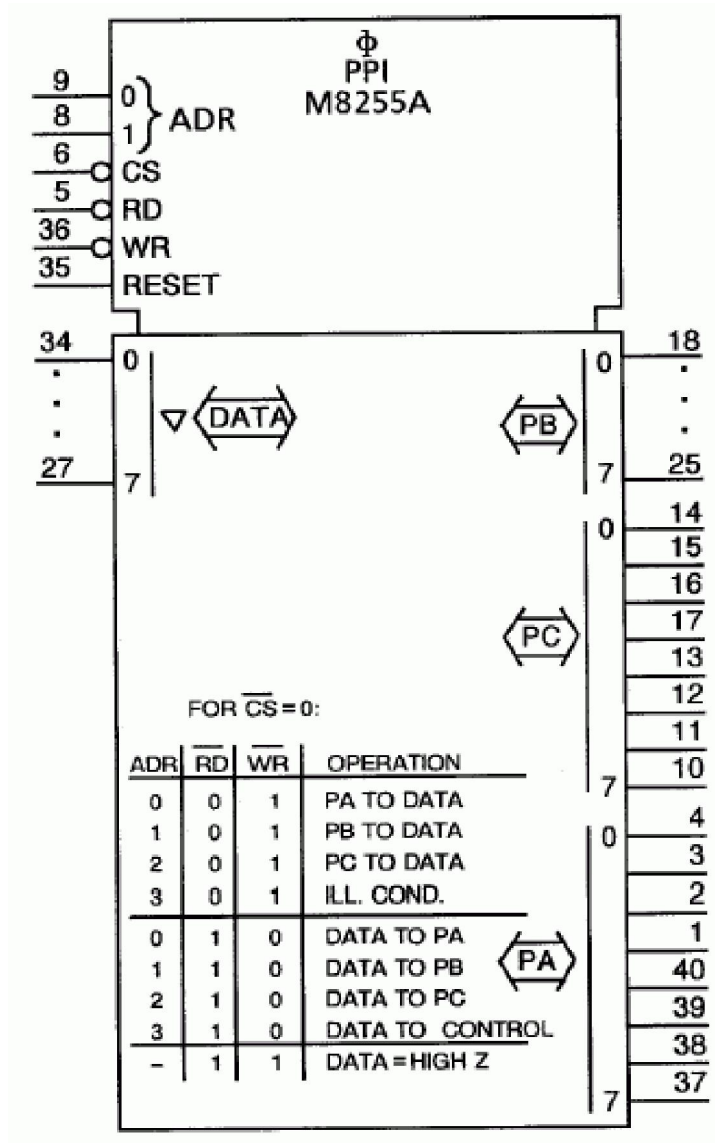 Φ
PPI
M8255A
9 0
8 1 ADR
6 CS
5 RD
36 WR
35 RESET
34 0
27 7
DATA
0 18
PB
7 25
0 14
15
16
17
PC
13
12
11
7 10
FOR CS = 0:
ADR RD WR OPERATION
0 0 1 PA TO DATA
1 0 1 PB TO DATA
2 0 1 PC TO DATA
3 0 1 ILL. COND.
0 1 0 DATA TO PA
1 1 0 DATA TO PB
2 1 0 DATA TO PC
3 1 0 DATA TO CONTROL
– 1 1 DATA = HIGH Z
0 4
3
2
1
PA
40
39
38
7 37